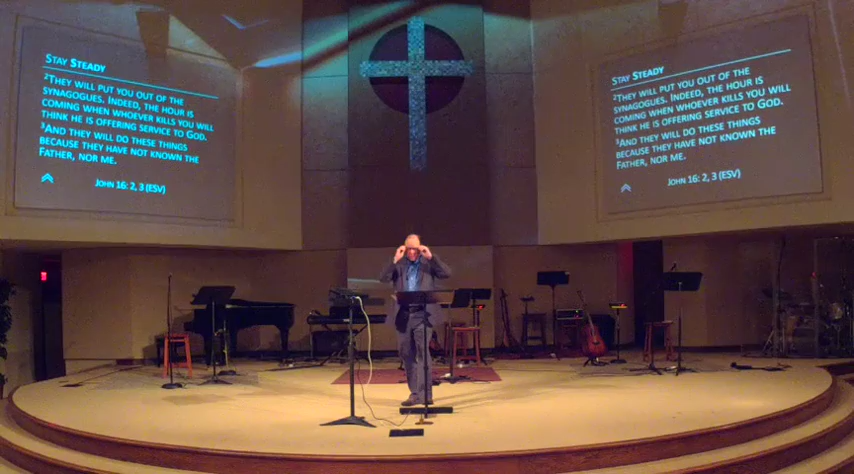 Stay Steady
2They will put you out of the
synagogues. Indeed, the hour is
coming when whoever kills you will
think he is offering service to God.
3And they will do these things
because they have not known the
Father, nor me.
John 16: 2, 3 (ESV)
Stay Steady
2They will put you out of the
synagogues. Indeed, the hour is
coming when whoever kills you will
think he is offering service to God.
3And they will do these things
because they have not known the
Father, nor me.
John 16: 2, 3 (ESV)